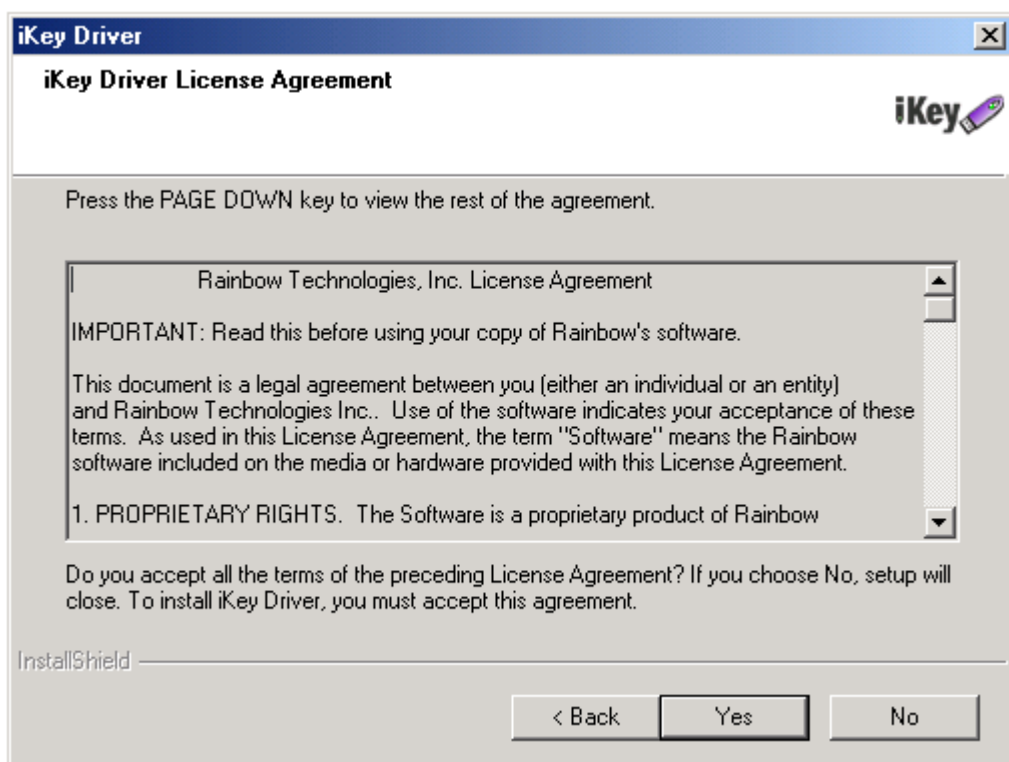 iKey Driver
iKey Driver License Agreement
iKey
Press the PAGE DOWN key to view the rest of the agreement.
Rainbow Technologies, Inc. License Agreement
IMPORTANT: Read this before using your copy of Rainbow's software.
This document is a legal agreement between you (either an individual or an entity)
and Rainbow Technologies Inc.. Use of the software indicates your acceptance of these
terms. As used in this License Agreement, the term "Software" means the Rainbow
software included on the media or hardware provided with this License Agreement.
1. PROPRIETARY RIGHTS. The Software is a proprietary product of Rainbow
Do you accept all the terms of the preceding License Agreement? If you choose No, setup will
close. To install iKey Driver, you must accept this agreement.
InstallShield
< Back Yes No